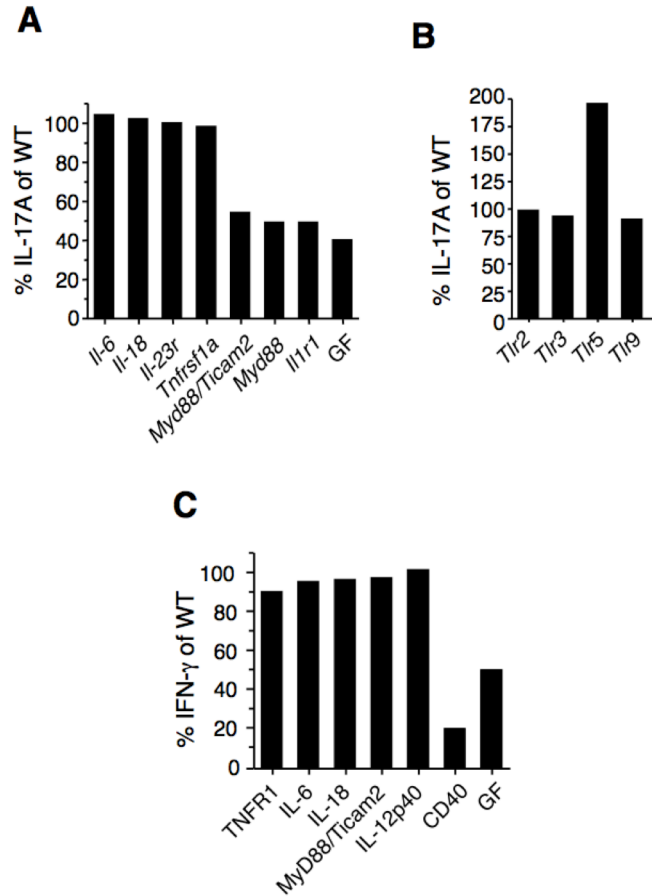 A
% IL-17A of WT
100
80
60
40
20
0
Il-6
Il-18
Il-23r
Tnfrsf1a
Myd88/Ticam2
Myd88
Il1r1
GF
B
% IL-17A of WT
200
175
150
125
100
75
50
25
0
Tlr2
Tlr3
Tlr5
Tlr9
C
% IFN-γ of WT
100
80
60
40
20
0
TNFR1
IL-6
IL-18
MyD88/Ticam2
IL-12p40
CD40
GF